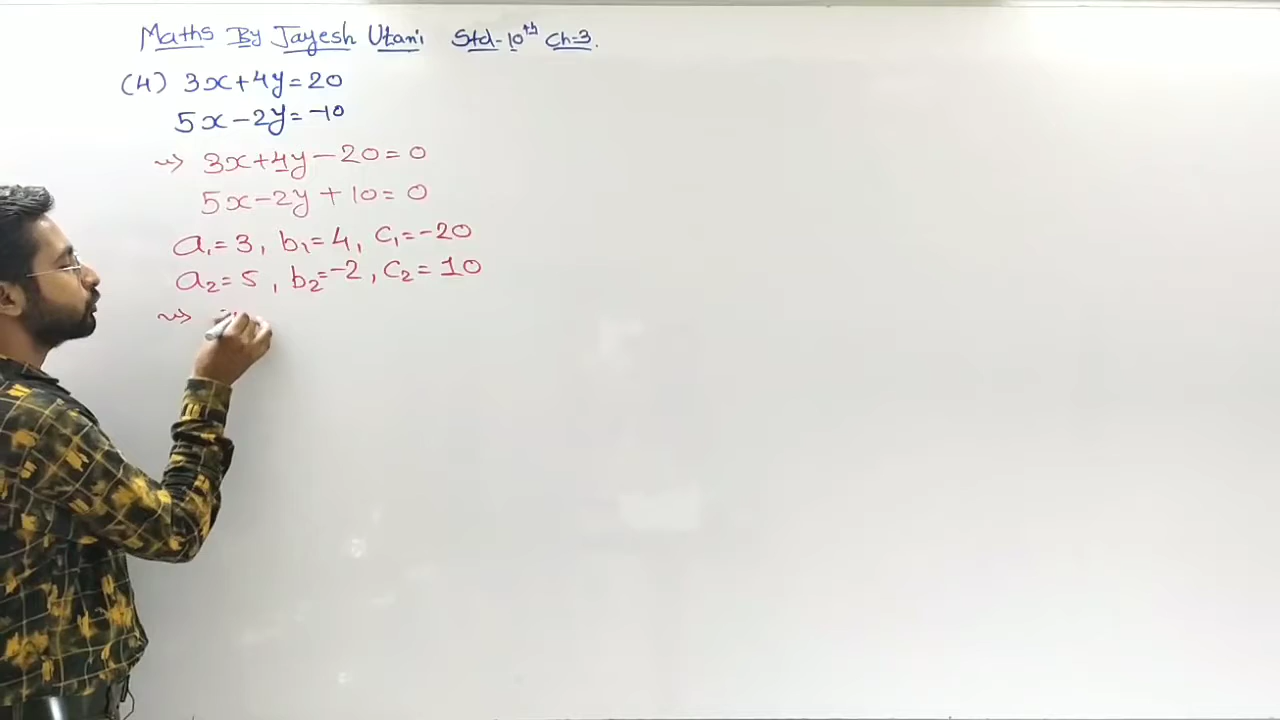 Maths By Jayesh Utani Std-10th Ch=3.
(4) 3x+4y=20
5x-2y=-10
⇝ 3x+4y-20=0
5x-2y+10=0
a₁=3, b₁=4, c₁=-20
a₂=5, b₂=-2, c₂=10
⇝